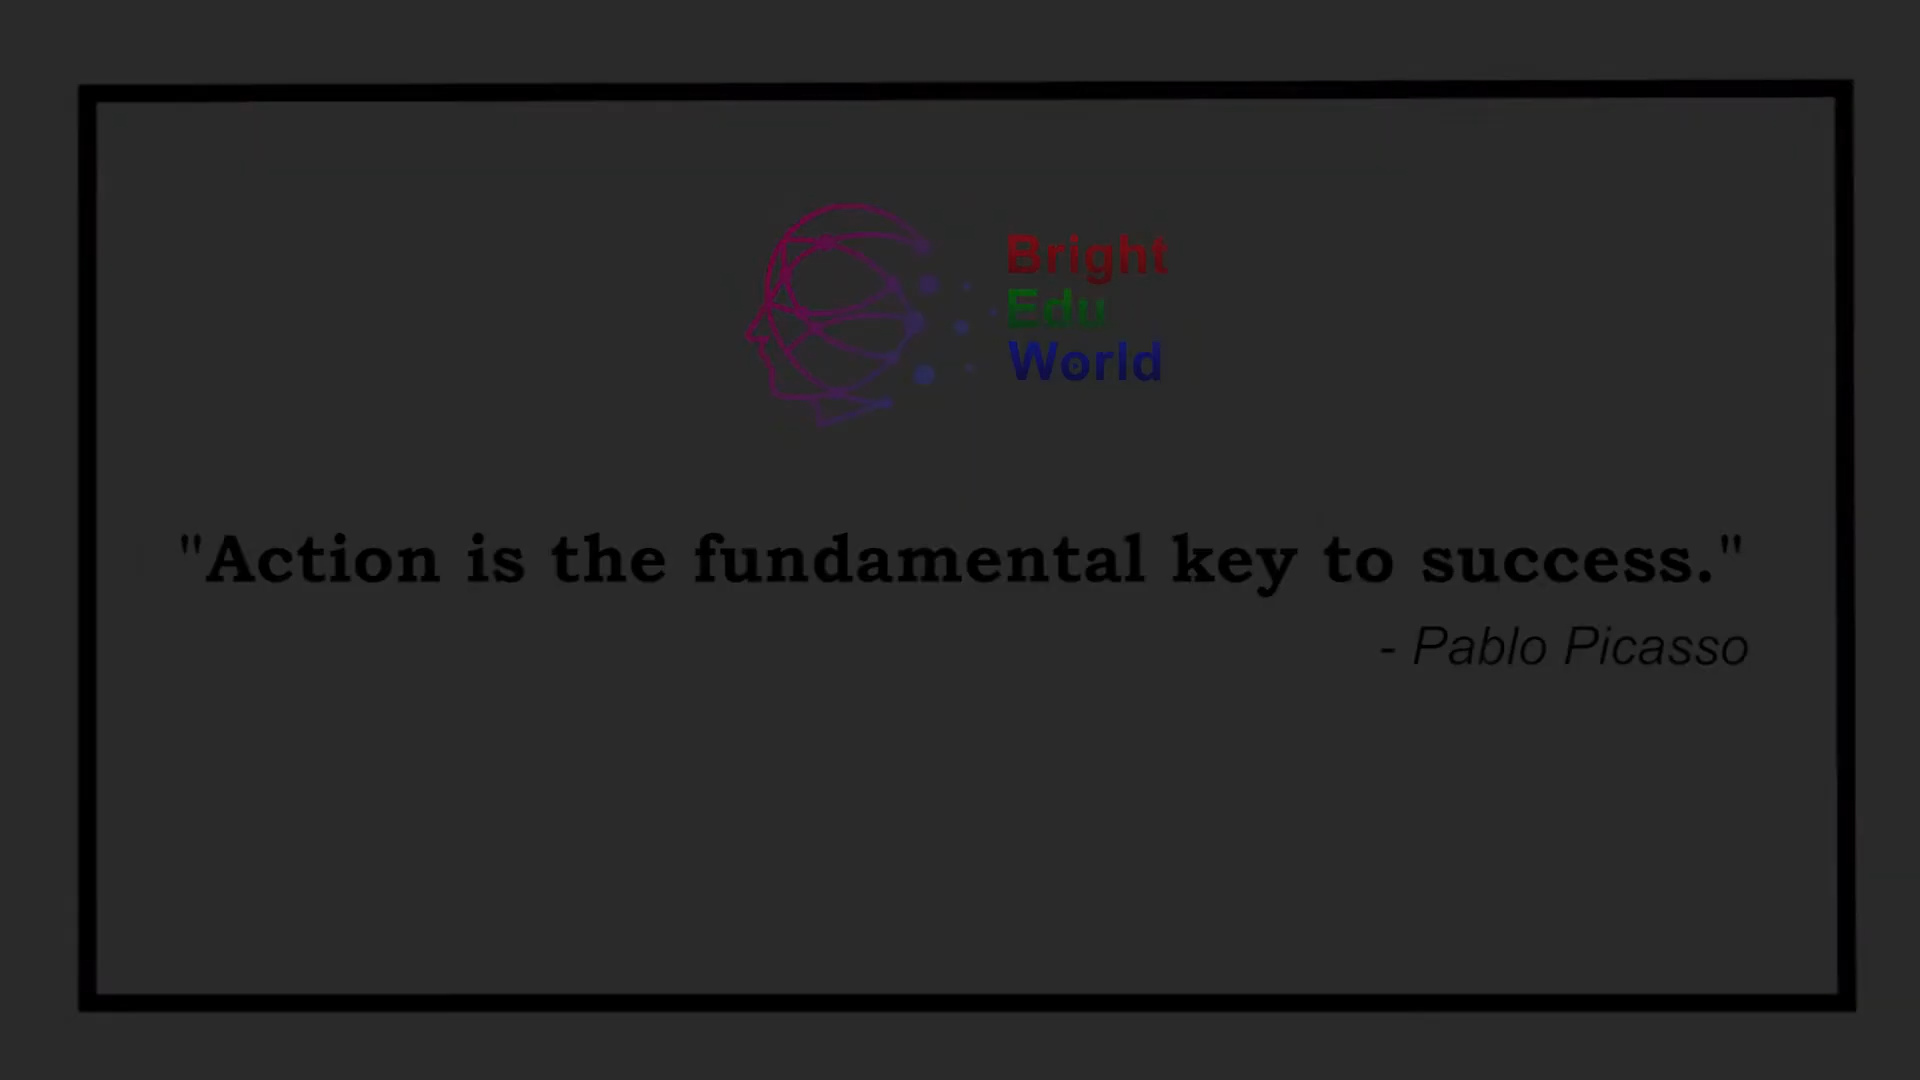 Bright
Edu
World
"Action is the fundamental key to success."
- Pablo Picasso